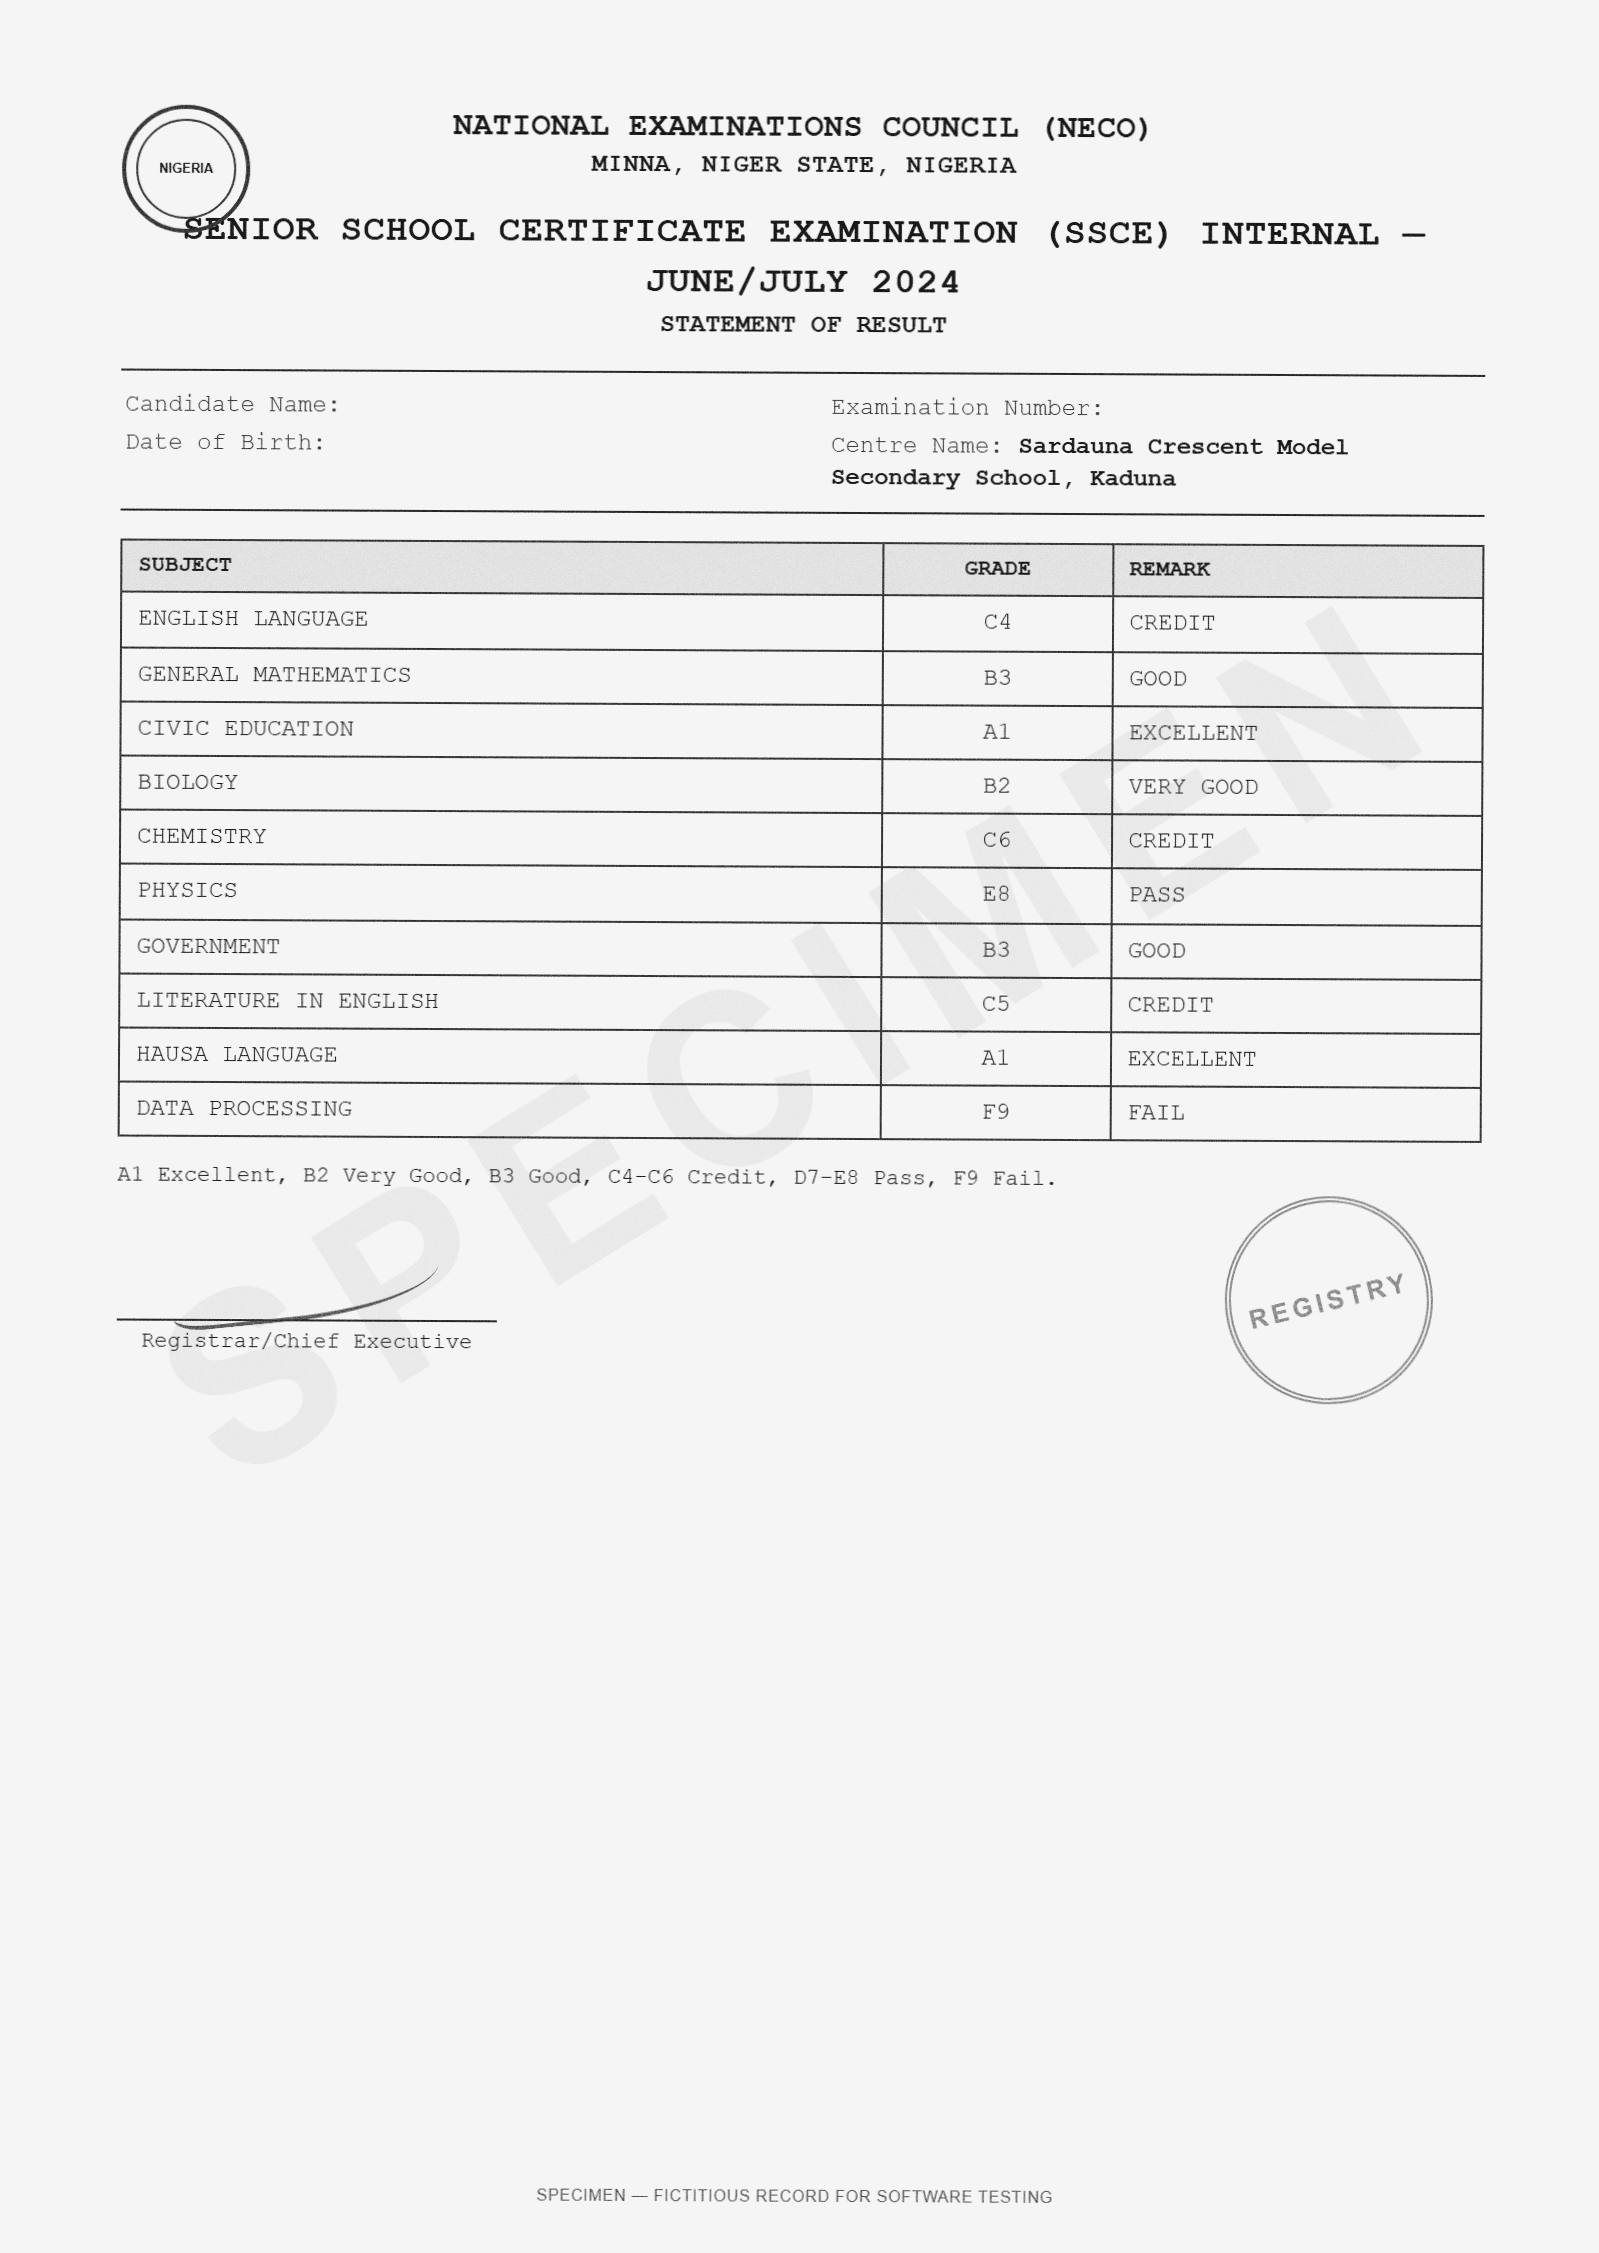 NIGERIA
NATIONAL EXAMINATIONS COUNCIL (NECO)
MINNA, NIGER STATE, NIGERIA
SENIOR SCHOOL CERTIFICATE EXAMINATION (SSCE) INTERNAL —
JUNE/JULY 2024
STATEMENT OF RESULT
Candidate Name:
Examination Number:
Date of Birth:
Centre Name: Sardauna Crescent Model
Secondary School, Kaduna
SUBJECT GRADE REMARK
ENGLISH LANGUAGE C4 CREDIT
GENERAL MATHEMATICS B3 GOOD
CIVIC EDUCATION A1 EXCELLENT
BIOLOGY B2 VERY GOOD
CHEMISTRY C6 CREDIT
PHYSICS E8 PASS
GOVERNMENT B3 GOOD
LITERATURE IN ENGLISH C5 CREDIT
HAUSA LANGUAGE A1 EXCELLENT
DATA PROCESSING F9 FAIL
A1 Excellent, B2 Very Good, B3 Good, C4-C6 Credit, D7-E8 Pass, F9 Fail.
Registrar/Chief Executive
REGISTRY
SPECIMEN
SPECIMEN — FICTITIOUS RECORD FOR SOFTWARE TESTING